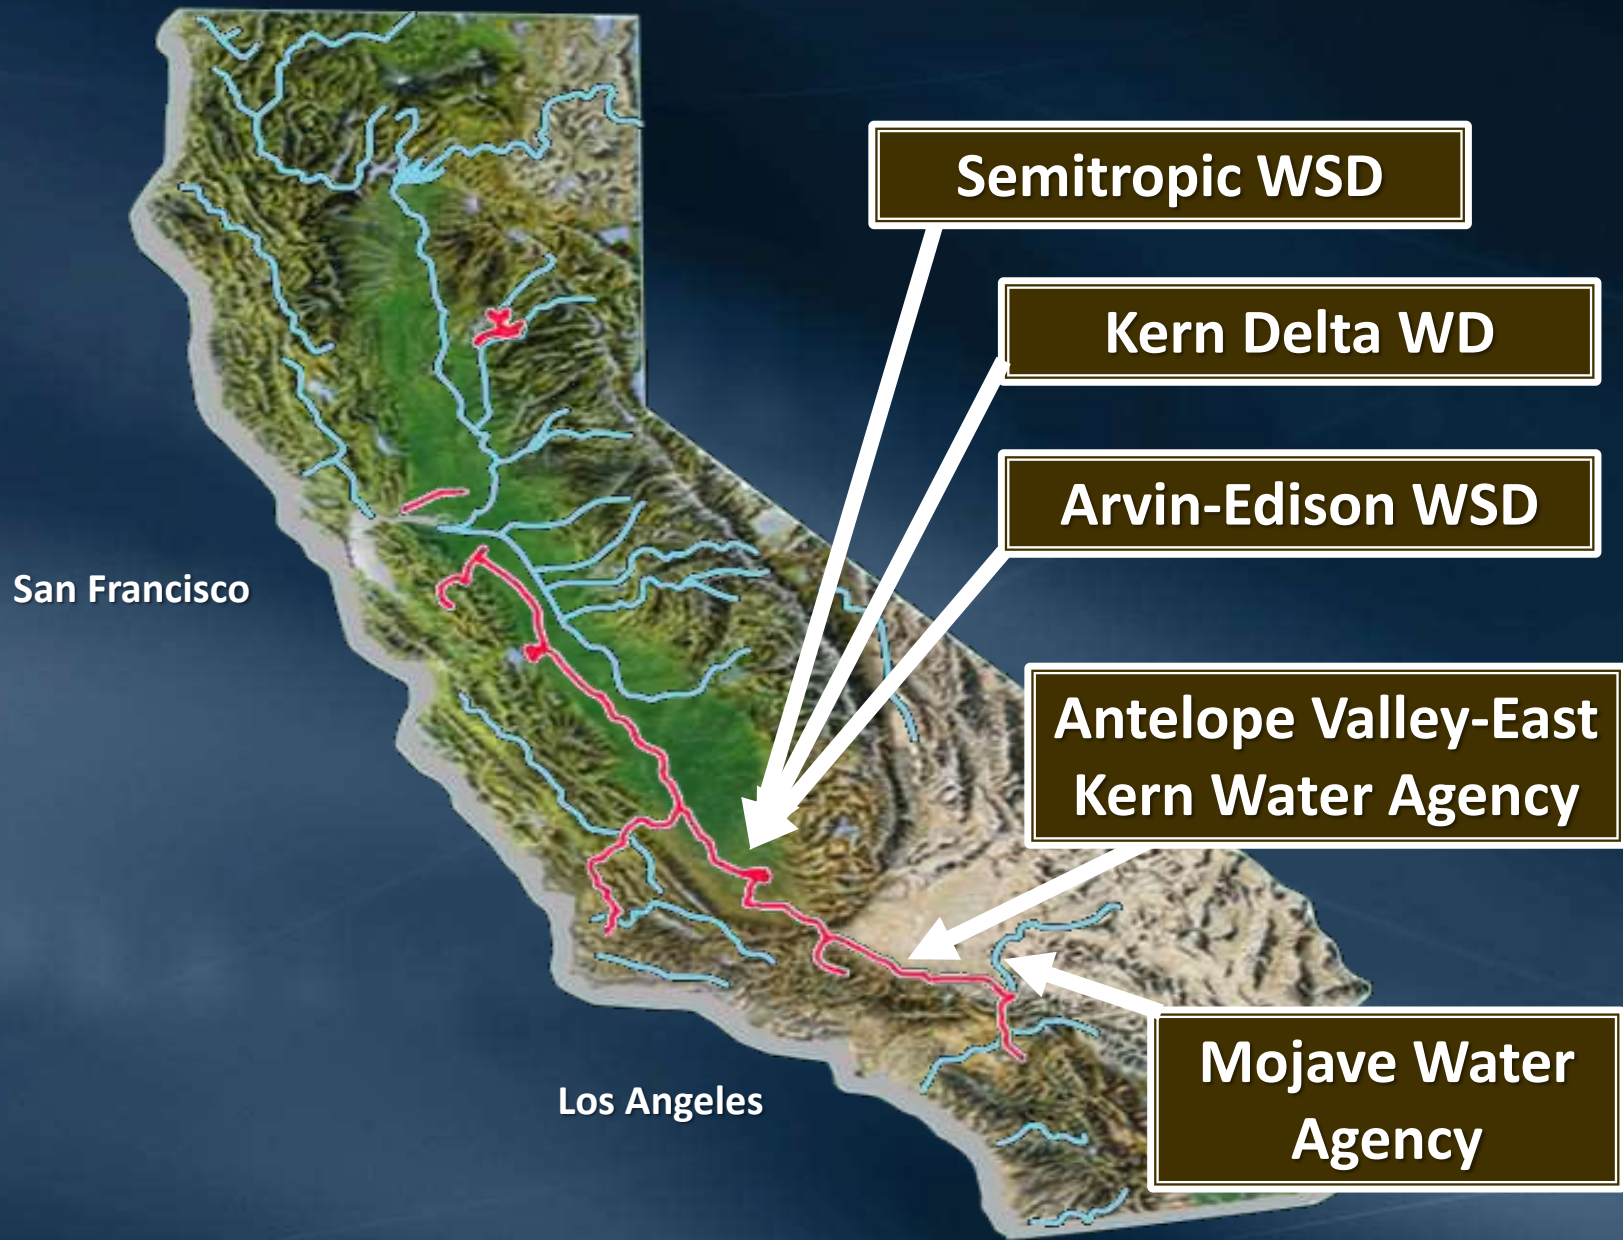 Semitropic WSD
Kern Delta WD
Arvin-Edison WSD
San Francisco
Antelope Valley-East
Kern Water Agency
Mojave Water
Agency
Los Angeles